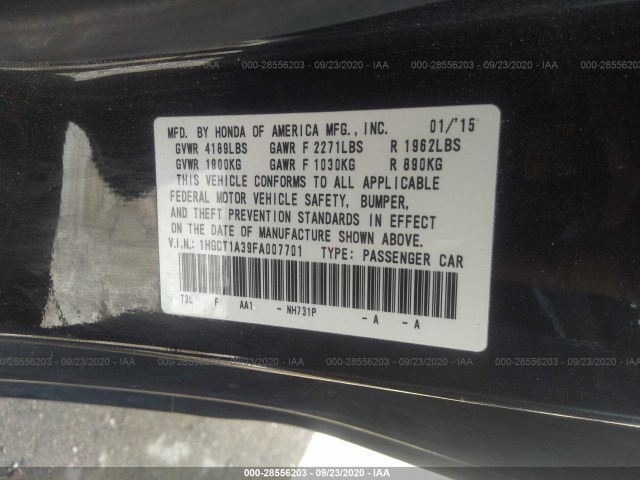 000-28556203 - 09/23/2020 - IAA
MFD. BY HONDA OF AMERICA MFG., INC. 01/'15
GVWR 4189LBS GAWR F 2271LBS R 1962LBS
GVWR 1900KG GAWR F 1030KG R 890KG
THIS VEHICLE CONFORMS TO ALL APPLICABLE
FEDERAL MOTOR VEHICLE SAFETY, BUMPER,
AND THEFT PREVENTION STANDARDS IN EFFECT
ON THE DATE OF MANUFACTURE SHOWN ABOVE.
V.I.N.: 1HGCT1A39FA007701 TYPE: PASSENGER CAR
T3L F AA1 - NH731P - A - A
000-28556203 - 09/23/2020 - IAA